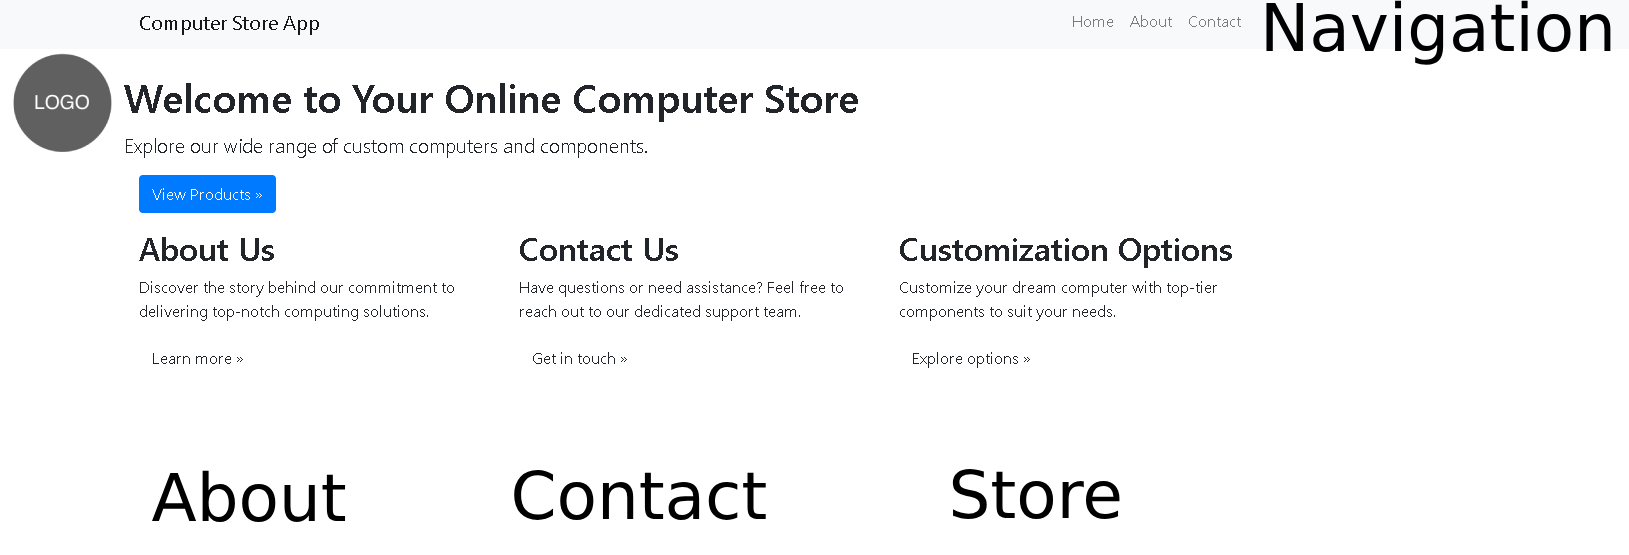 Computer Store App
Home About Contact
Navigation
LOGO
Welcome to Your Online Computer Store
Explore our wide range of custom computers and components.
View Products »
About Us
Discover the story behind our commitment to
delivering top-notch computing solutions.
Learn more »
Contact Us
Have questions or need assistance? Feel free to
reach out to our dedicated support team.
Get in touch »
Customization Options
Customize your dream computer with top-tier
components to suit your needs.
Explore options »
About
Contact
Store